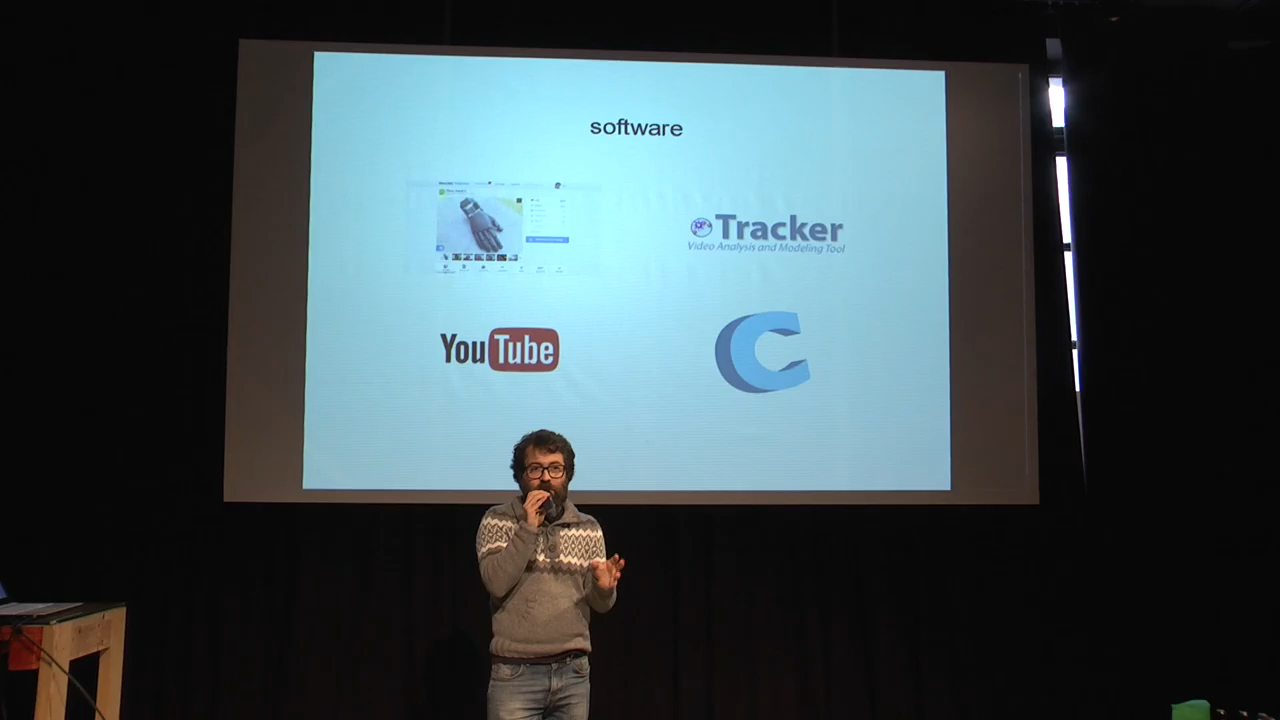 software
Tracker
Video Analysis and Modeling Tool
YouTube
C